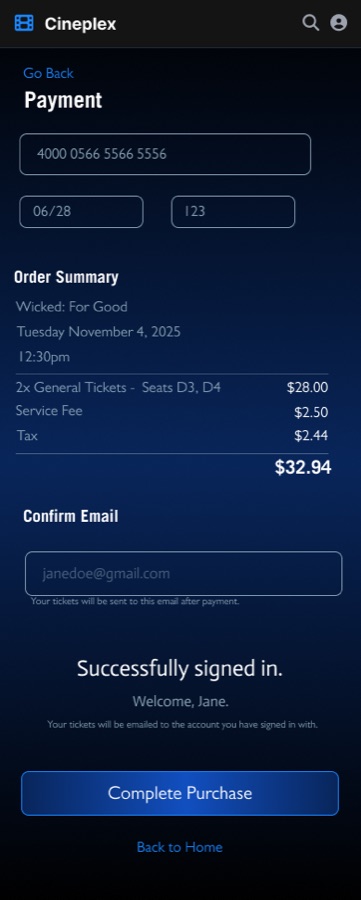 Cineplex
Go Back
Payment
4000 0566 5566 5556
06/28 123
Order Summary
Wicked: For Good
Tuesday November 4, 2025
12:30pm
2x General Tickets - Seats D3, D4 $28.00
Service Fee $2.50
Tax $2.44
$32.94
Confirm Email
janedoe@gmail.com
Your tickets will be sent to this email after payment.
Successfully signed in.
Welcome, Jane.
Your tickets will be emailed to the account you have signed in with.
Complete Purchase
Back to Home